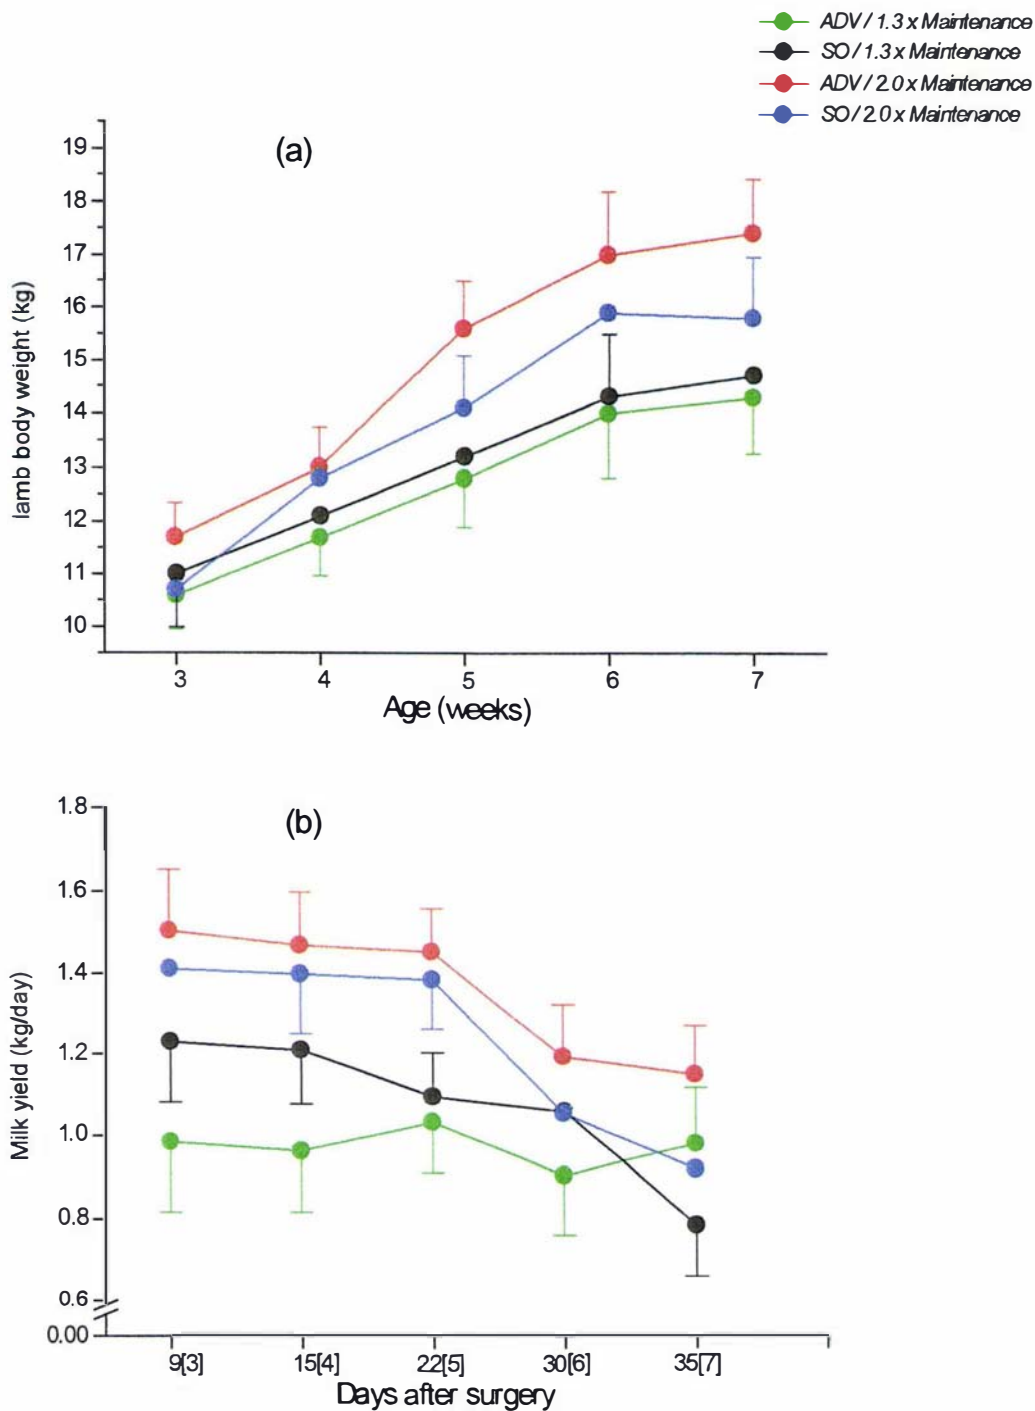 ADV / 1.3 x Maintenance
SO / 1.3 x Maintenance
ADV / 2.0 x Maintenance
SO / 2.0 x Maintenance
(a)
lamb body weight (kg)
19
18
17
16
15
14
13
12
11
10
3 4 5 6 7
Age (weeks)
(b)
Milk yield (kg/day)
1.8
1.6
1.4
1.2
1.0
0.8
0.6
0.00
9[3] 15[4] 22[5] 30[6] 35[7]
Days after surgery